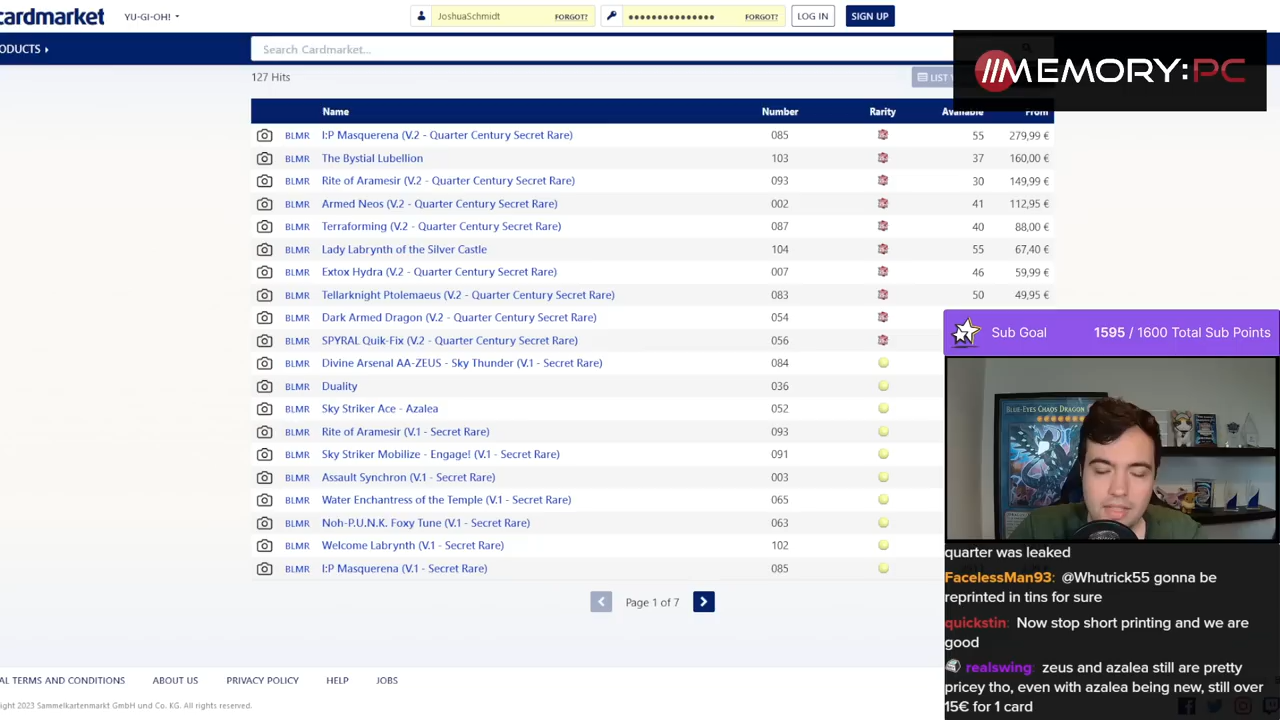 cardmarket YU-GI-OH! JoshuaSchmidt FORGOT? ••••••••••••••• FORGOT? LOG IN SIGN UP
ODUCTS Search Cardmarket...
//MEMORY:PC
127 Hits LIST
Name Number Rarity Available From
BLMR I:P Masquerena (V.2 - Quarter Century Secret Rare) 085 55 279,99 €
BLMR The Bystial Lubellion 103 37 160,00 €
BLMR Rite of Aramesir (V.2 - Quarter Century Secret Rare) 093 30 149,99 €
BLMR Armed Neos (V.2 - Quarter Century Secret Rare) 002 41 112,95 €
BLMR Terraforming (V.2 - Quarter Century Secret Rare) 087 40 88,00 €
BLMR Lady Labrynth of the Silver Castle 104 55 67,40 €
BLMR Extox Hydra (V.2 - Quarter Century Secret Rare) 007 46 59,99 €
BLMR Tellarknight Ptolemaeus (V.2 - Quarter Century Secret Rare) 083 50 49,95 €
BLMR Dark Armed Dragon (V.2 - Quarter Century Secret Rare) 054
BLMR SPYRAL Quik-Fix (V.2 - Quarter Century Secret Rare) 056
BLMR Divine Arsenal AA-ZEUS - Sky Thunder (V.1 - Secret Rare) 084
BLMR Duality 036
BLMR Sky Striker Ace - Azalea 052
BLMR Rite of Aramesir (V.1 - Secret Rare) 093
BLMR Sky Striker Mobilize - Engage! (V.1 - Secret Rare) 091
BLMR Assault Synchron (V.1 - Secret Rare) 003
BLMR Water Enchantress of the Temple (V.1 - Secret Rare) 065
BLMR Noh-P.U.N.K. Foxy Tune (V.1 - Secret Rare) 063
BLMR Welcome Labrynth (V.1 - Secret Rare) 102
BLMR I:P Masquerena (V.1 - Secret Rare) 085
Page 1 of 7
AL TERMS AND CONDITIONS ABOUT US PRIVACY POLICY HELP JOBS
ght 2023 Sammelkartenmarkt GmbH und Co. KG. All rights reserved.
Sub Goal 1595 / 1600 Total Sub Points
BLUE-EYES CHAOS DRAGON
quarter was leaked
FacelessMan93: @Whutrick55 gonna be
reprinted in tins for sure
quickstin: Now stop short printing and we are
good
realswing: zeus and azalea still are pretty
pricey tho, even with azalea being new, still over
15€ for 1 card